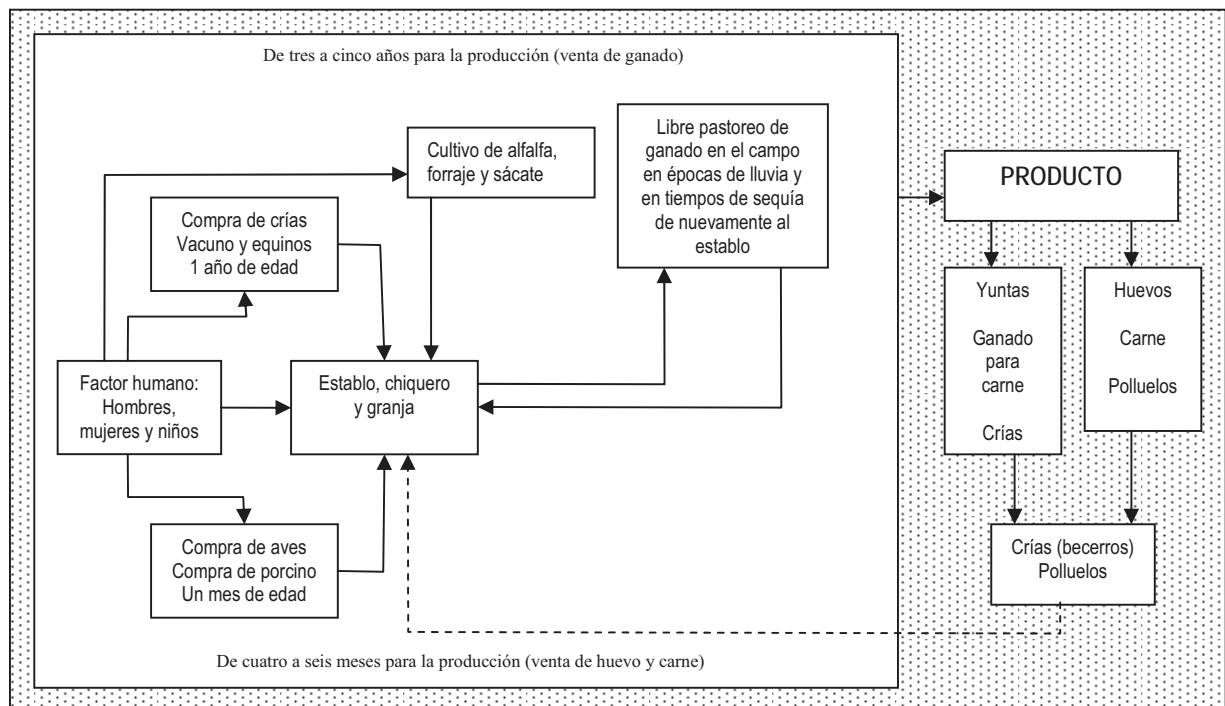 De tres a cinco años para la producción (venta de ganado)
Cultivo de alfalfa,
forraje y sácate
Libre pastoreo de
ganado en el campo
en épocas de lluvia y
en tiempos de sequía
de nuevamente al
establo
PRODUCTO
Compra de crías
Vacuno y equinos
1 año de edad
Yuntas
Ganado
para
carne
Crías
Huevos
Carne
Polluelos
Factor humano:
Hombres,
mujeres y niños
Establo, chiquero
y granja
Compra de aves
Compra de porcino
Un mes de edad
Crías (becerros)
Polluelos
De cuatro a seis meses para la producción (venta de huevo y carne)